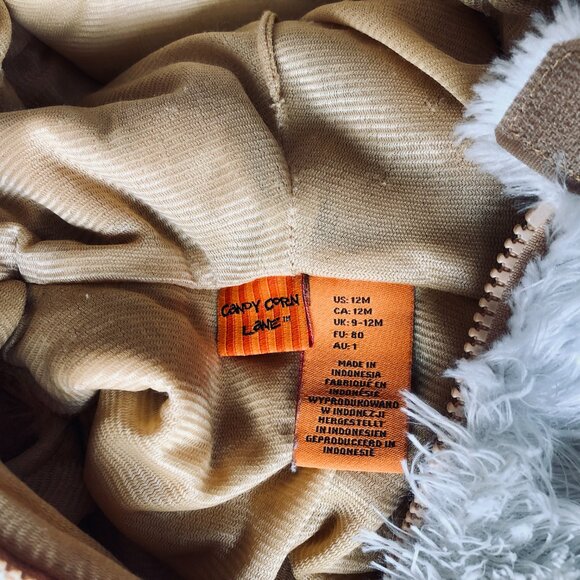 CANDY CORN
LANE™
US: 12M
CA: 12M
UK: 9-12M
EU: 80
AU: 1
MADE IN
INDONESIA
FABRIQUÉ EN
INDONÉSIE
WYPRODUKOWANO
W INDONEZJI
HERGESTELLT
IN INDONESIEN
GEPRODUCEERD IN
INDONESIË